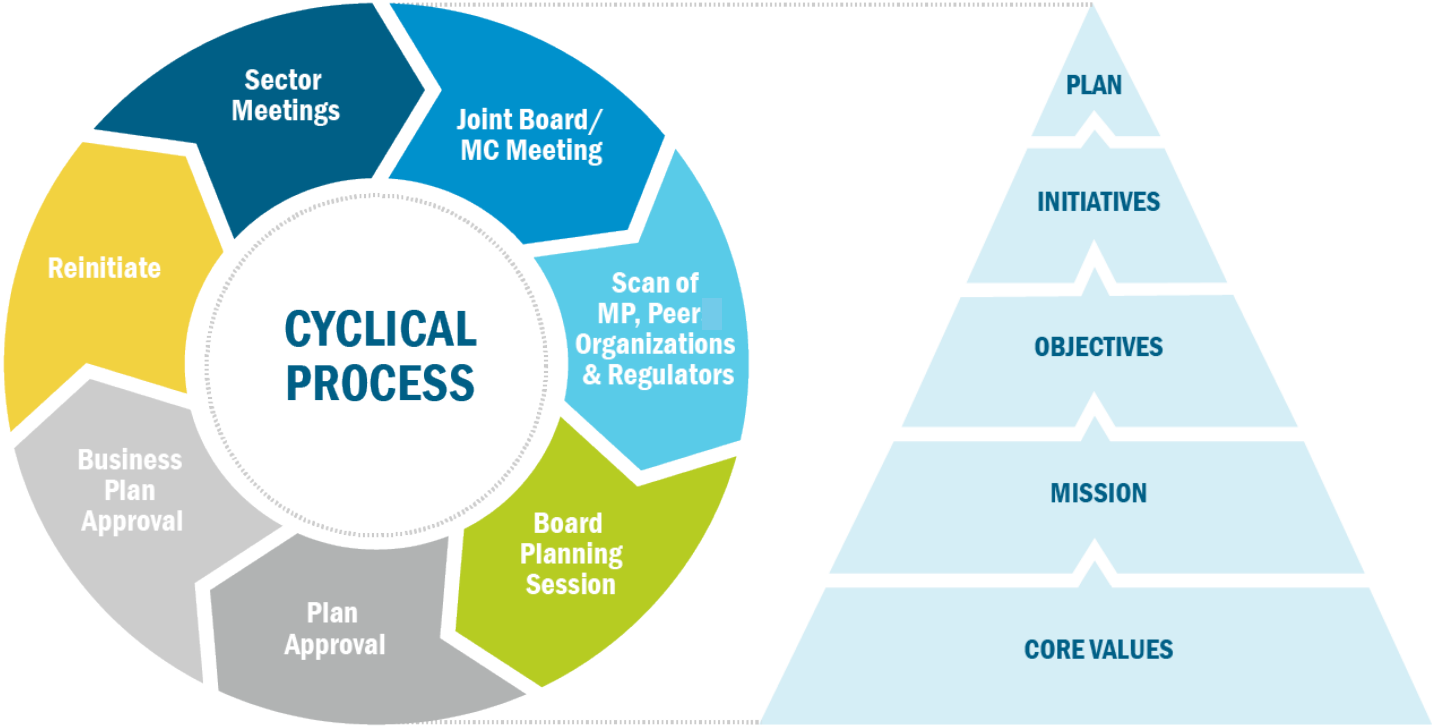 Sector
Meetings
Joint Board/
MC Meeting
Scan of
MP, Peer
Organizations
& Regulators
Board
Planning
Session
Plan
Approval
Business
Plan
Approval
Reinitiate
CYCLICAL
PROCESS
PLAN
INITIATIVES
OBJECTIVES
MISSION
CORE VALUES